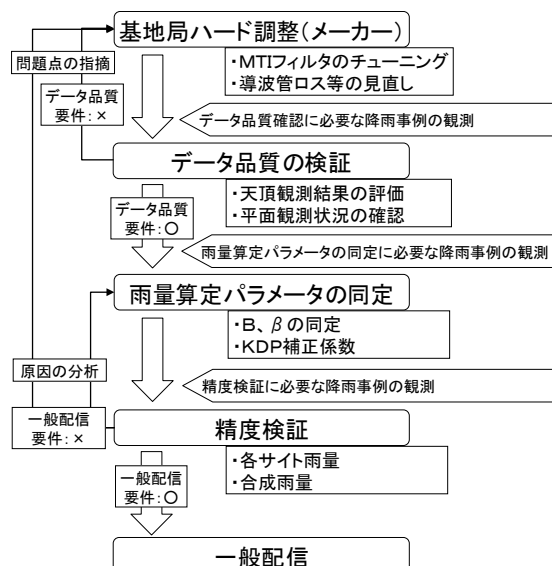 基地局ハード調整(メーカー)
・MTIフィルタのチューニング
・導波管ロス等の見直し
問題点の指摘
データ品質
要件:×
データ品質確認に必要な降雨事例の観測
データ品質の検証
・天頂観測結果の評価
・平面観測状況の確認
データ品質
要件:○
雨量算定パラメータの同定に必要な降雨事例の観測
雨量算定パラメータの同定
・B、βの同定
・KDP補正係数
原因の分析
精度検証に必要な降雨事例の観測
一般配信
要件:×
精度検証
・各サイト雨量
・合成雨量
一般配信
要件:○
一般配信